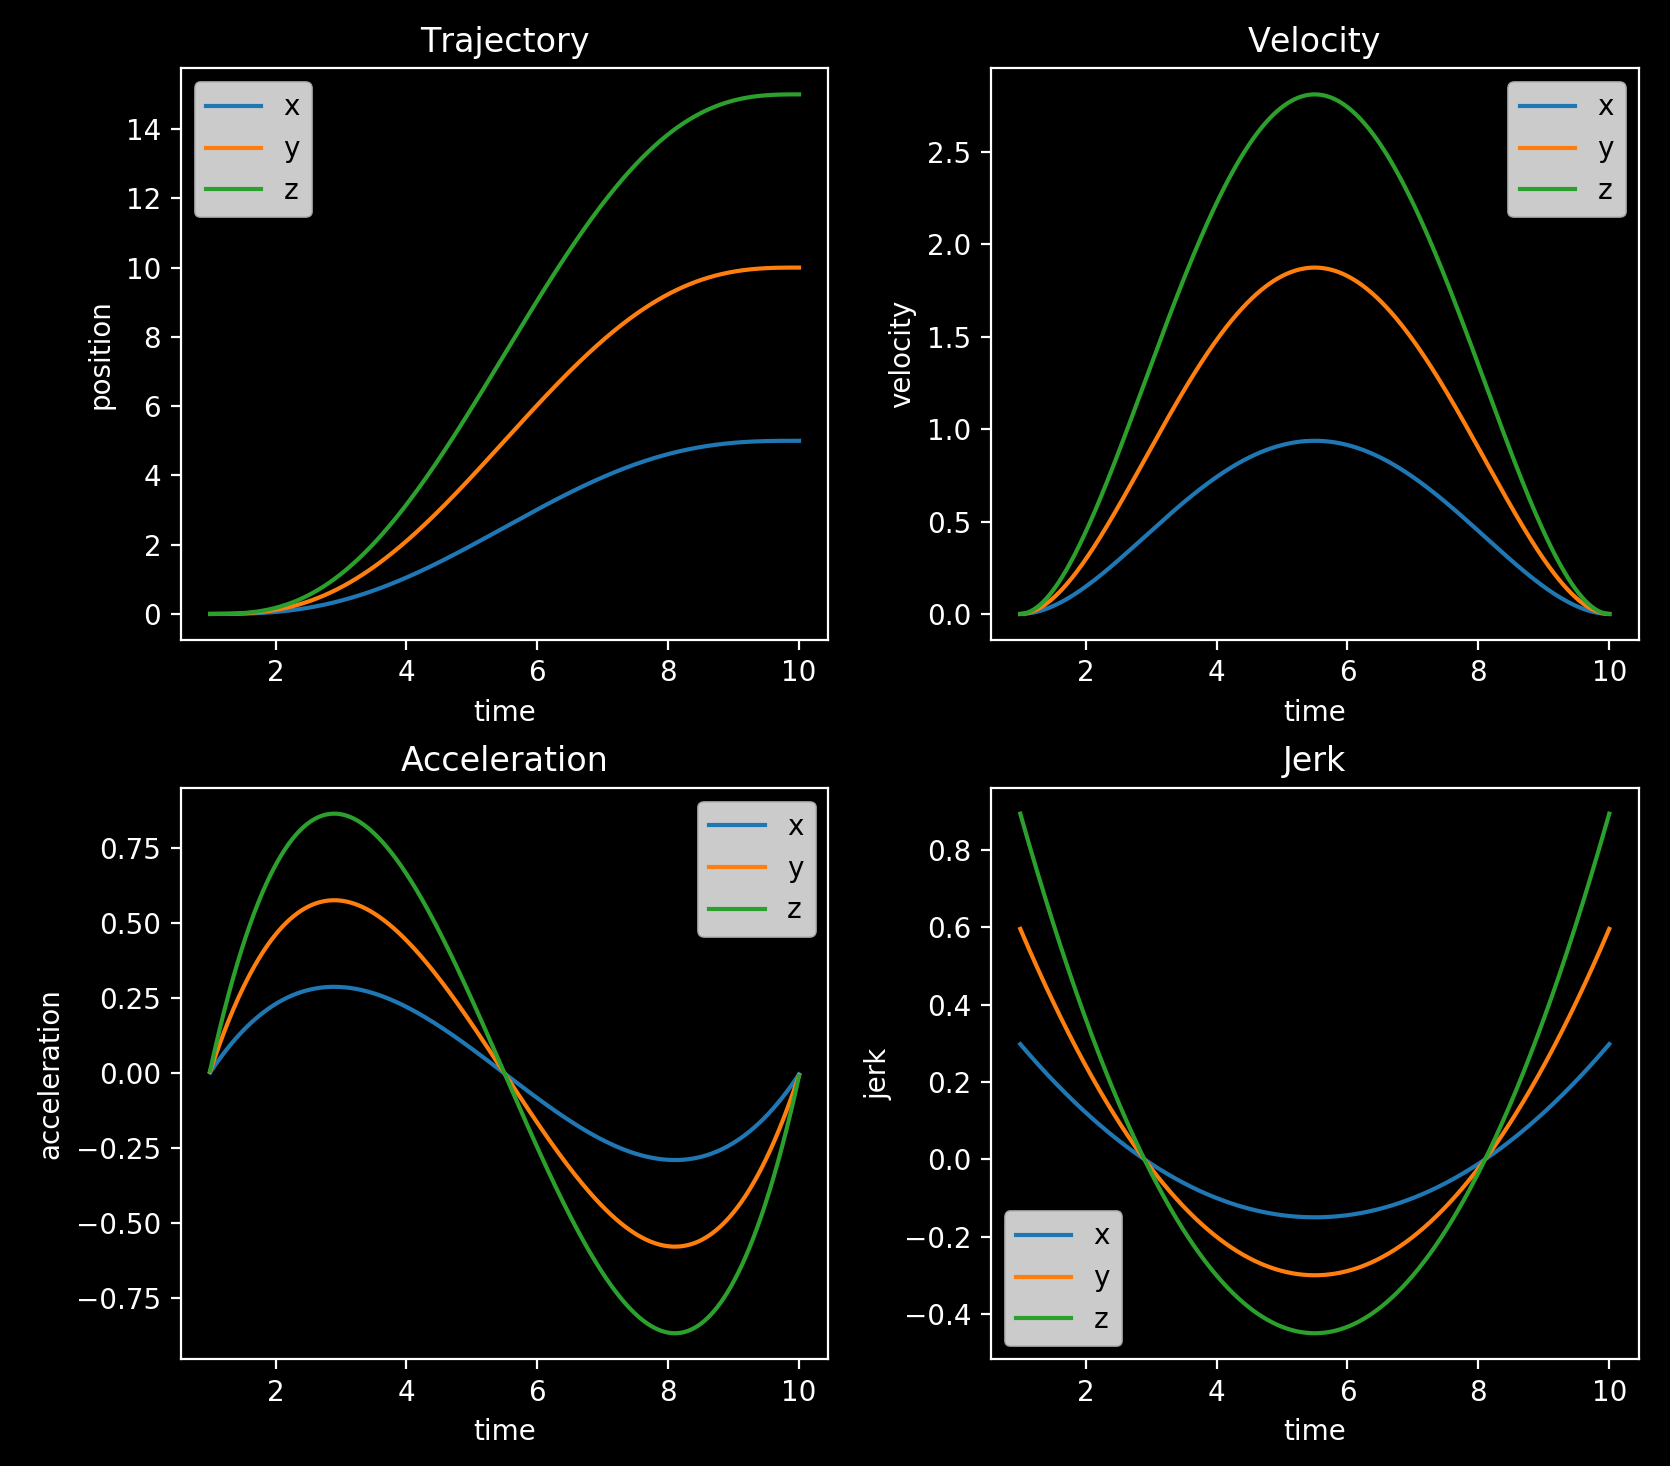 Trajectory
x
y
z
14
12
10
8
6
4
2
0
position
2 4 6 8 10
time
Velocity
x
y
z
2.5
2.0
1.5
1.0
0.5
0.0
velocity
2 4 6 8 10
time
Acceleration
x
y
z
0.75
0.50
0.25
0.00
−0.25
−0.50
−0.75
acceleration
2 4 6 8 10
time
Jerk
0.8
0.6
0.4
0.2
0.0
−0.2
−0.4
jerk
x
y
z
2 4 6 8 10
time